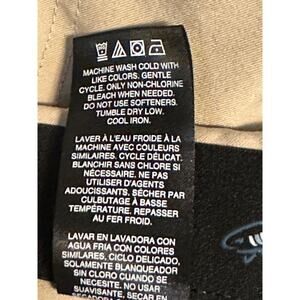 MACHINE WASH COLD WITH
LIKE COLORS. GENTLE
CYCLE. ONLY NON-CHLORINE
BLEACH WHEN NEEDED.
DO NOT USE SOFTENERS.
TUMBLE DRY LOW.
COOL IRON.
LAVER À L'EAU FROIDE À LA
MACHINE AVEC COULEURS
SIMILAIRES. CYCLE DÉLICAT.
BLANCHIR SANS CHLORE SI
NÉCESSAIRE. NE PAS
UTILISER D'AGENTS
ADOUCISSANTS. SÉCHER PAR
CULBUTAGE À BASSE
TEMPÉRATURE. REPASSER
AU FER FROID.
LAVAR EN LAVADORA CON
AGUA FRIA CON COLORES
SIMILARES, CICLO DELICADO,
SOLAMENTE BLANQUEADOR
SIN CLORO CUANDO SE
NECESITE. NO USAR
SUAVIZANTES, SECAR EN